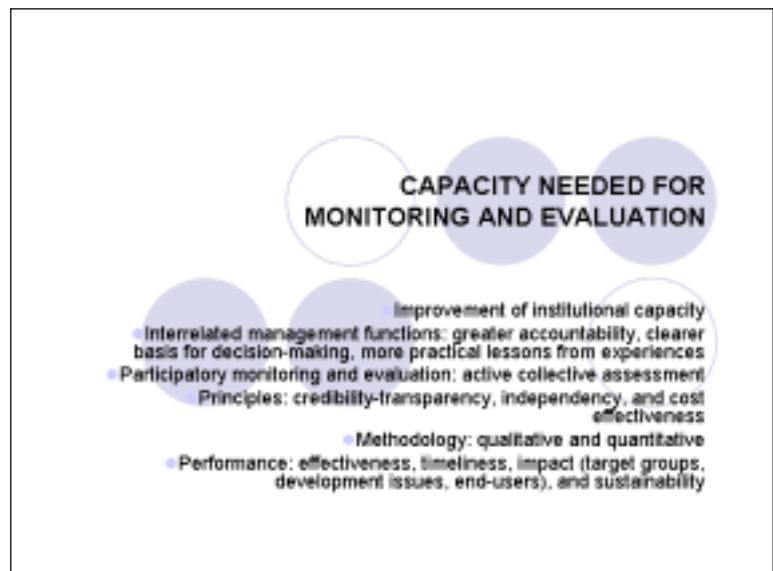 CAPACITY NEEDED FOR
MONITORING AND EVALUATION
Improvement of institutional capacity
Interrelated management functions: greater accountability, clearer
basis for decision-making, more practical lessons from experiences
Participatory monitoring and evaluation: active collective assessment
Principles: credibility-transparency, independency, and cost
effectiveness
Methodology: qualitative and quantitative
Performance: effectiveness, timeliness, impact (target groups,
development issues, end-users), and sustainability